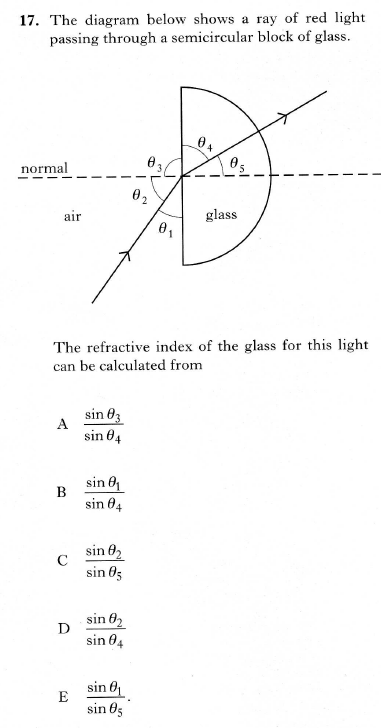 17. The diagram below shows a ray of red light
passing through a semicircular block of glass.
θ4
θ3
θ5
normal
θ2
air
glass
θ1
The refractive index of the glass for this light
can be calculated from
A sin θ3 / sin θ4
B sin θ1 / sin θ4
C sin θ2 / sin θ5
D sin θ2 / sin θ4
E sin θ1 / sin θ5.